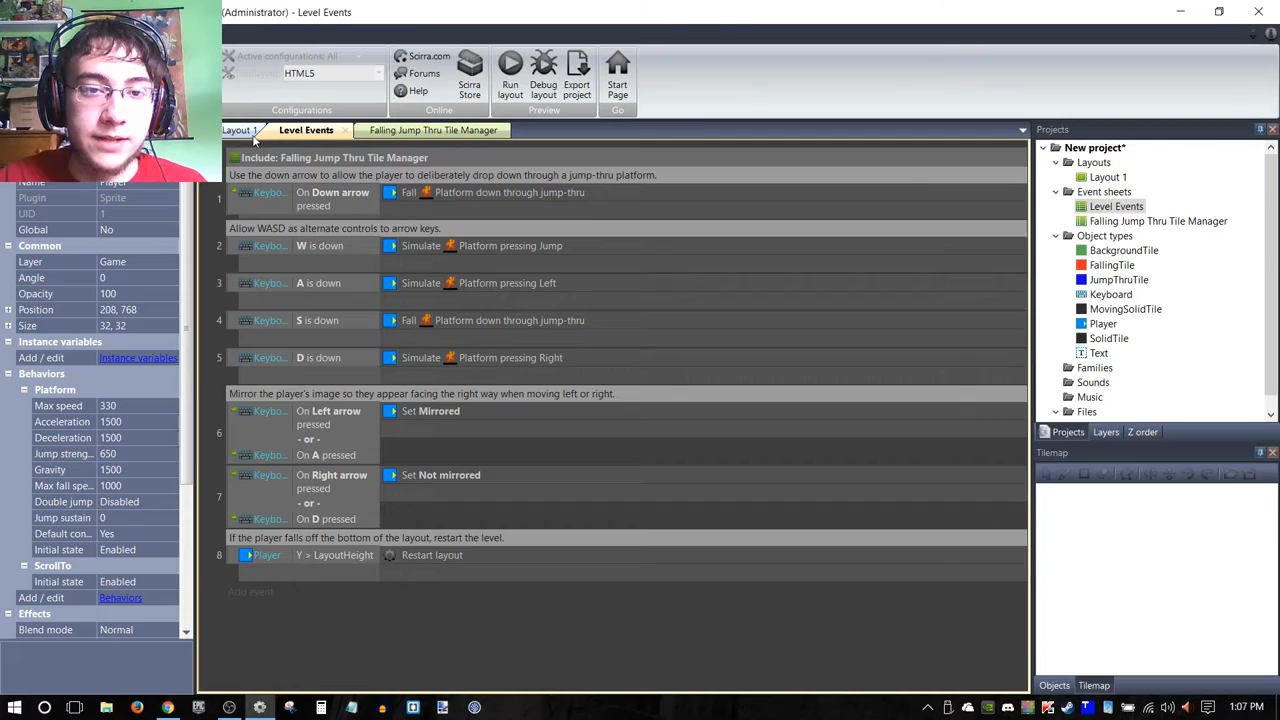 (Administrator) - Level Events
Active configurations: All
HTML5
Configurations
Scirra.com
Forums
Help
Scirra Store
Online
Run layout
Debug layout
Export project
Preview
Start Page
Go
Layout 1
Level Events
Falling Jump Thru Tile Manager
Name Player
Plugin Sprite
UID 1
Global No
Common
Layer Game
Angle 0
Opacity 100
Position 208, 768
Size 32, 32
Instance variables
Add / edit Instance variables
Behaviors
Platform
Max speed 330
Acceleration 1500
Deceleration 1500
Jump streng... 650
Gravity 1500
Max fall spe... 1000
Double jump Disabled
Jump sustain 0
Default con... Yes
Initial state Enabled
ScrollTo
Initial state Enabled
Add / edit Behaviors
Effects
Blend mode Normal
Include: Falling Jump Thru Tile Manager
Use the down arrow to allow the player to deliberately drop down through a jump-thru platform.
1 Keybo... On Down arrow pressed Fall Platform down through jump-thru
Allow WASD as alternate controls to arrow keys.
2 Keybo... W is down Simulate Platform pressing Jump
3 Keybo... A is down Simulate Platform pressing Left
4 Keybo... S is down Fall Platform down through jump-thru
5 Keybo... D is down Simulate Platform pressing Right
Mirror the player's image so they appear facing the right way when moving left or right.
6 Keybo... On Left arrow pressed Set Mirrored
- or -
Keybo... On A pressed
7 Keybo... On Right arrow pressed Set Not mirrored
- or -
Keybo... On D pressed
If the player falls off the bottom of the layout, restart the level.
8 Player Y > LayoutHeight Restart layout
Add event
Projects
New project*
Layouts
Layout 1
Event sheets
Level Events
Falling Jump Thru Tile Manager
Object types
BackgroundTile
FallingTile
JumpThruTile
Keyboard
MovingSolidTile
Player
SolidTile
Text
Families
Sounds
Music
Files
Projects Layers Z order
Tilemap
Objects Tilemap
1:07 PM